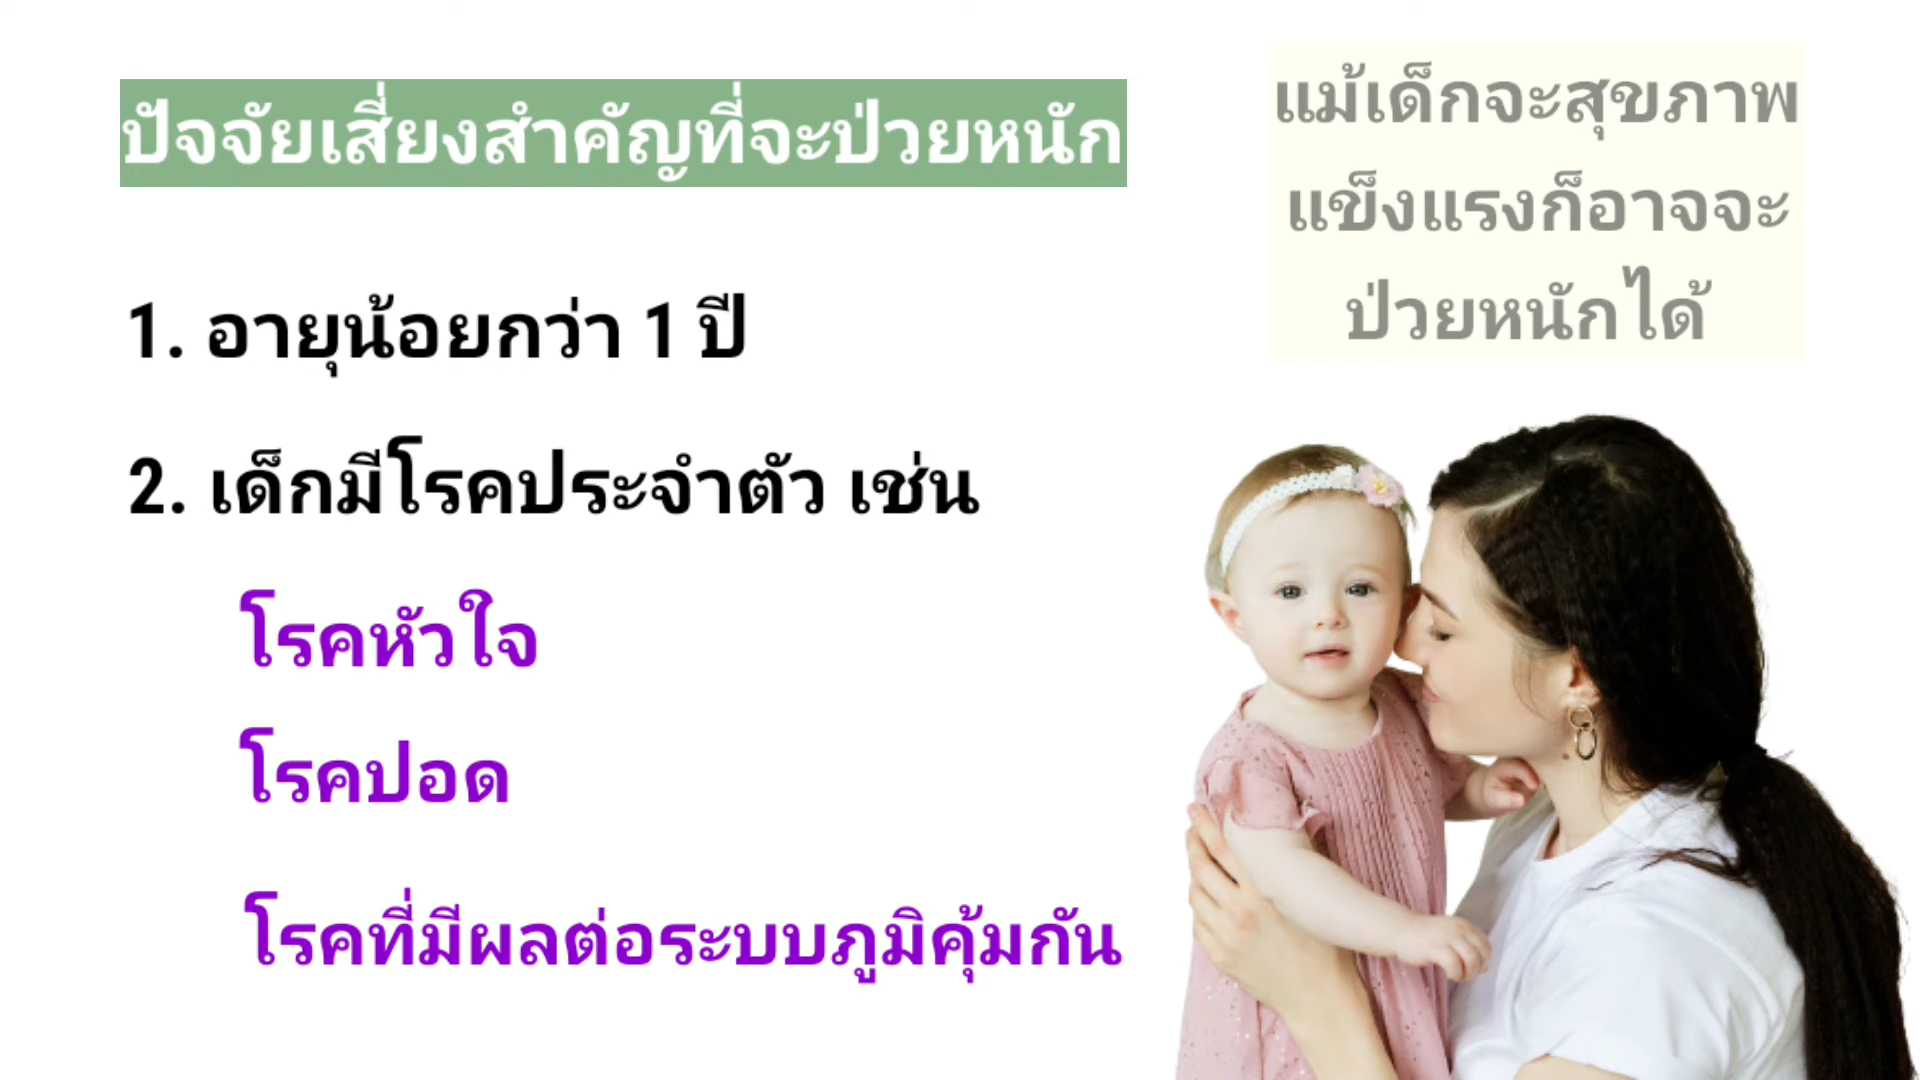 ปัจจัยเสี่ยงสำคัญที่จะป่วยหนัก
1. อายุน้อยกว่า 1 ปี
2. เด็กมีโรคประจำตัว เช่น
โรคหัวใจ
โรคปอด
โรคที่มีผลต่อระบบภูมิคุ้มกัน
แม้เด็กจะสุขภาพ
แข็งแรงก็อาจจะ
ป่วยหนักได้